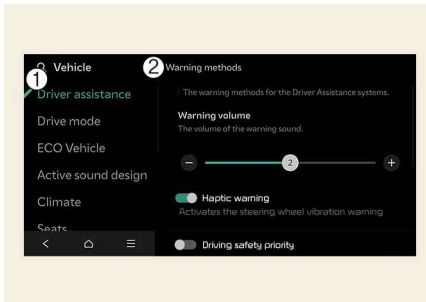 Vehicle
1
2 Warning methods
Driver assistance
The warning methods for the Driver Assistance systems.
Drive mode
Warning volume
The volume of the warning sound.
ECO Vehicle
2
Active sound design
Haptic warning
Climate
Activates the steering wheel vibration warning
Seats
Driving safety priority